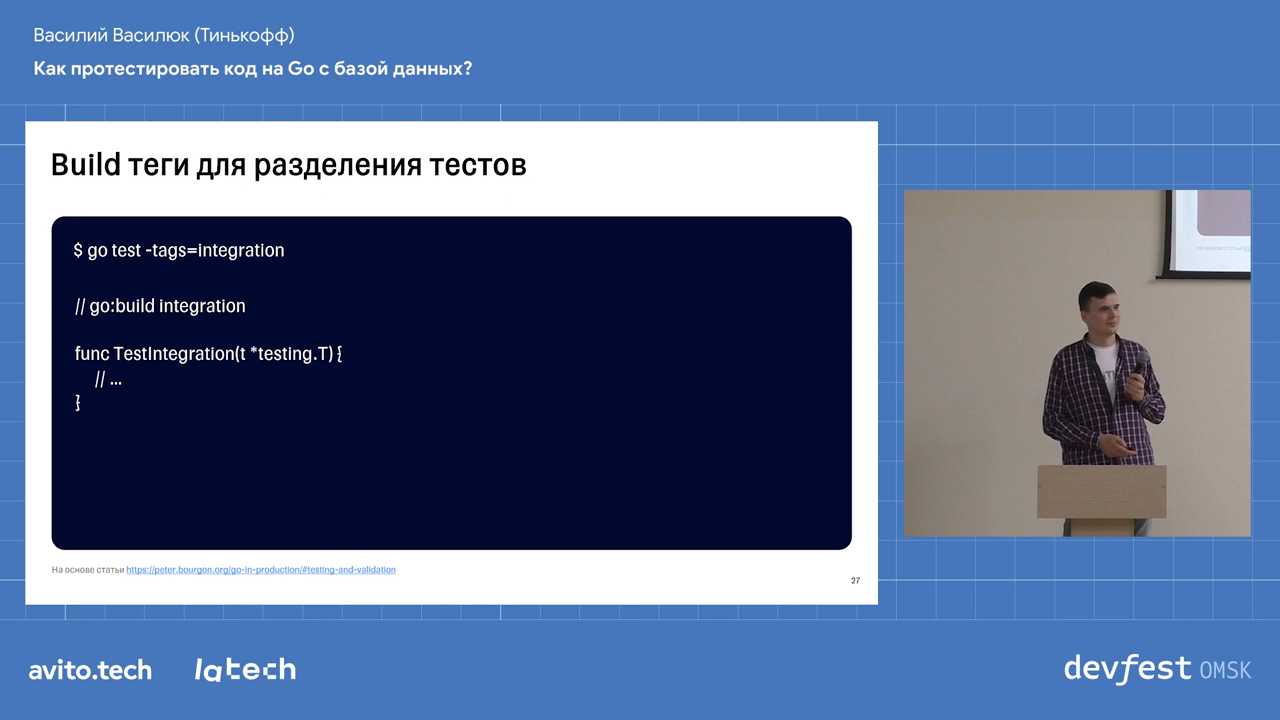 Василий Василюк (Тинькофф)
Как протестировать код на Go с базой данных?
Build теги для разделения тестов
$ go test -tags=integration
// go:build integration
func TestIntegration(t *testing.T) {
// ...
}
На основе статьи https://peter.bourgon.org/go-in-production/#testing-and-validation
27
avito.tech
latech
devfest OMSK